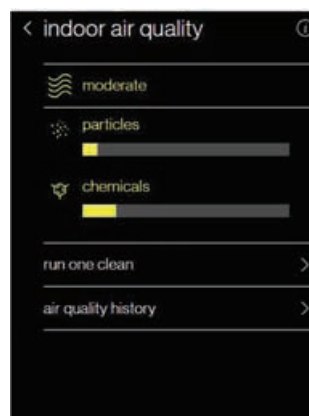 indoor air quality
moderate
particles
chemicals
run one clean
air quality history